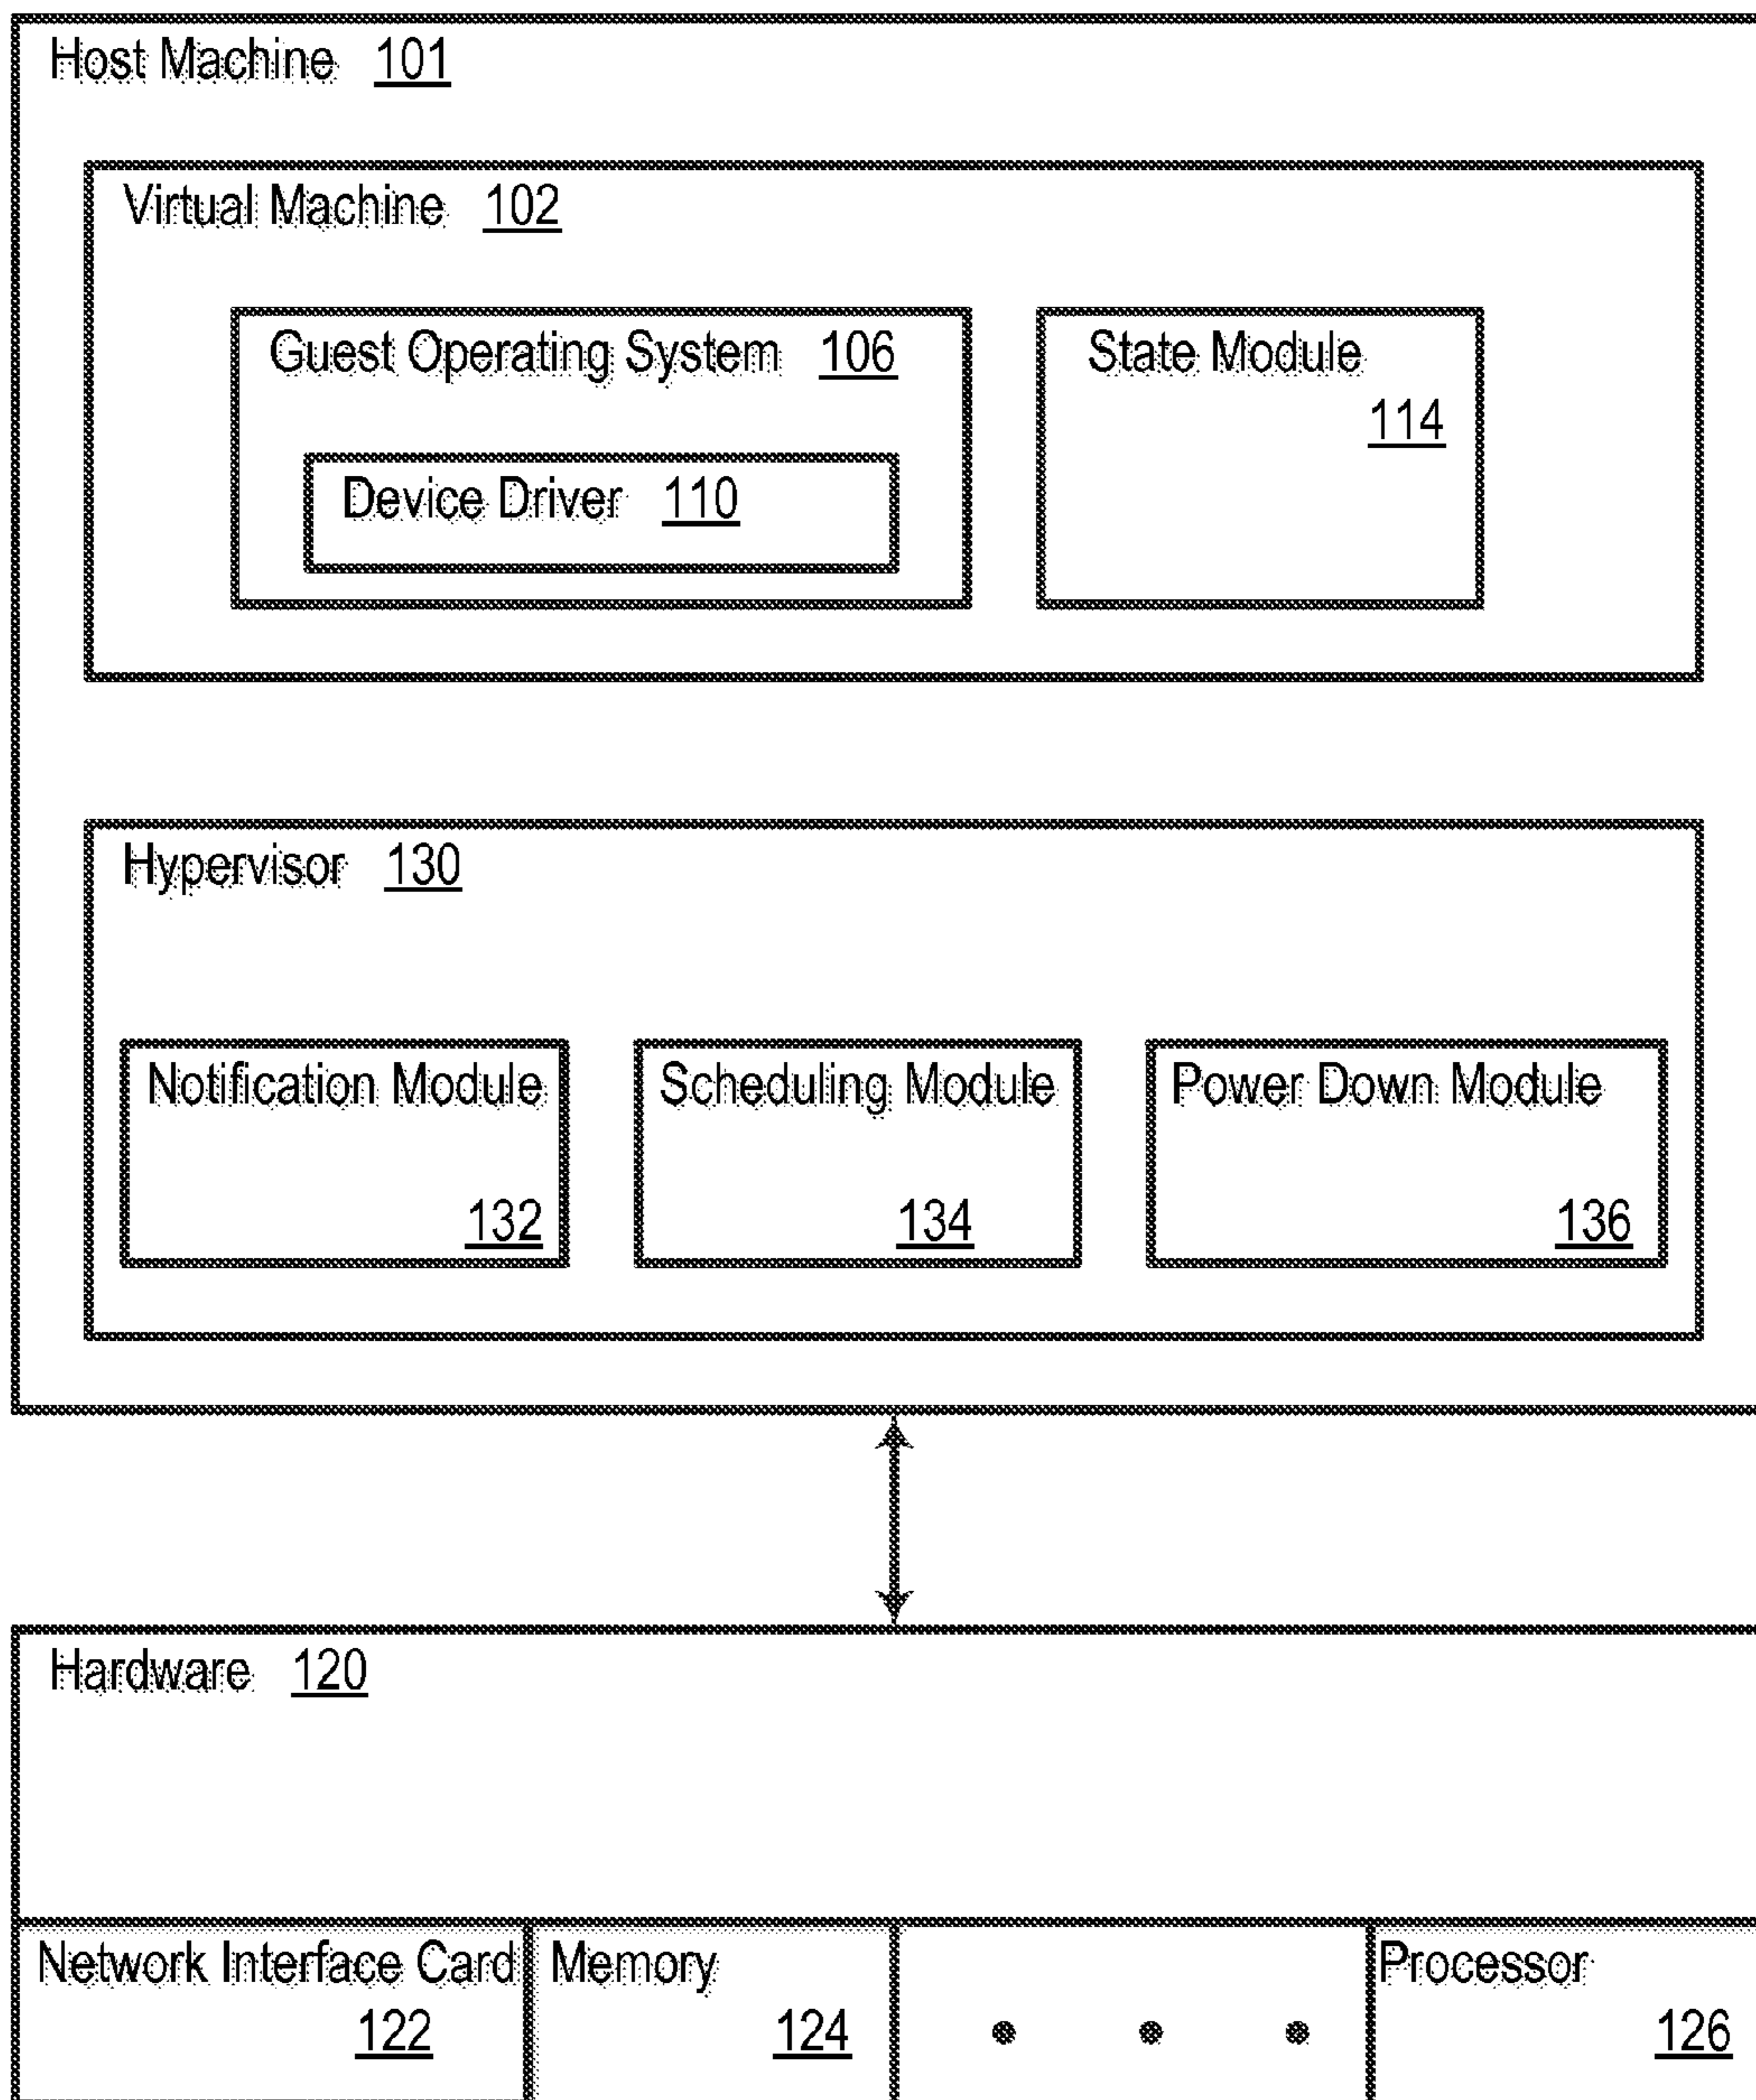 Host Machine 101
Virtual Machine 102
Guest Operating System 106
State Module
114
Device Driver 110
Hypervisor 130
Notification Module
132
Scheduling Module
134
Power Down Module
136
Hardware 120
Network Interface Card
122
Memory
124
Processor
126